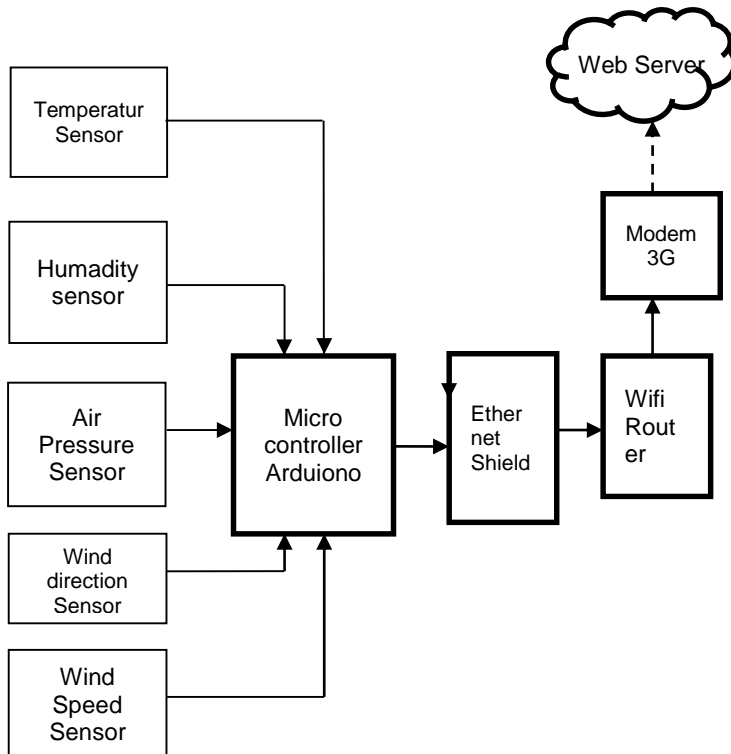 Web Server
Temperatur
Sensor
Modem
3G
Humadity
sensor
Air
Pressure
Sensor
Micro
controller
Arduiono
Ether
net
Shield
Wifi
Rout
er
Wind
direction
Sensor
Wind
Speed
Sensor